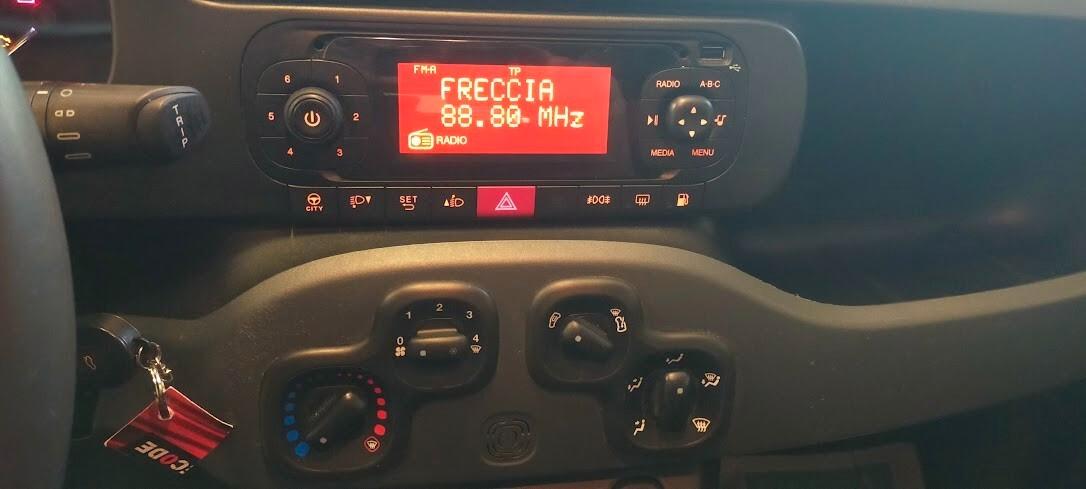 FM-A TP
FRECCIA
88.80 MHz
RADIO
6 1
5 2
4 3
RADIO A·B·C
MEDIA MENU
TRIP
CITY
SET
0 1 2 3 4
iCODE